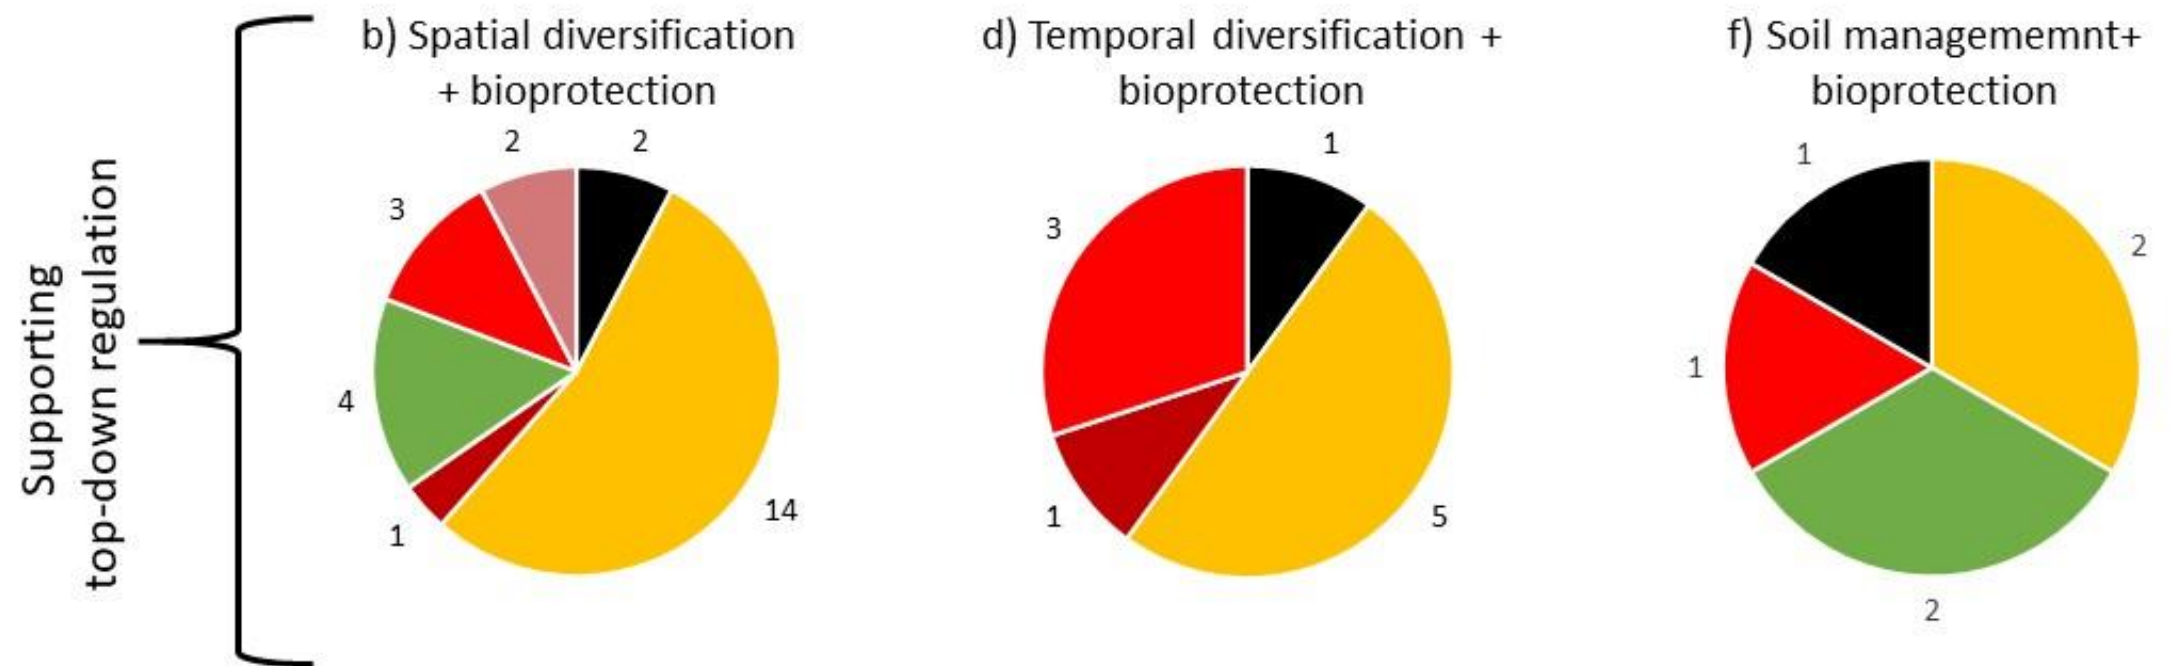 Supporting
top-down regulation
b) Spatial diversification
+ bioprotection
2
2
3
4
1
14
d) Temporal diversification +
bioprotection
1
3
1
5
f) Soil managememnt+
bioprotection
1
2
1
2